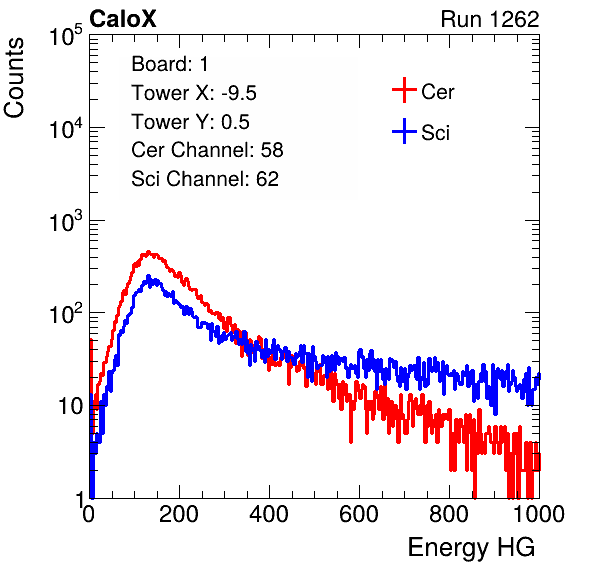 CaloX Run 1262
Counts
10^5
10^4
10^3
10^2
10
1
Board: 1
Tower X: -9.5
Tower Y: 0.5
Cer Channel: 58
Sci Channel: 62
Cer
Sci
0 200 400 600 800 1000
Energy HG